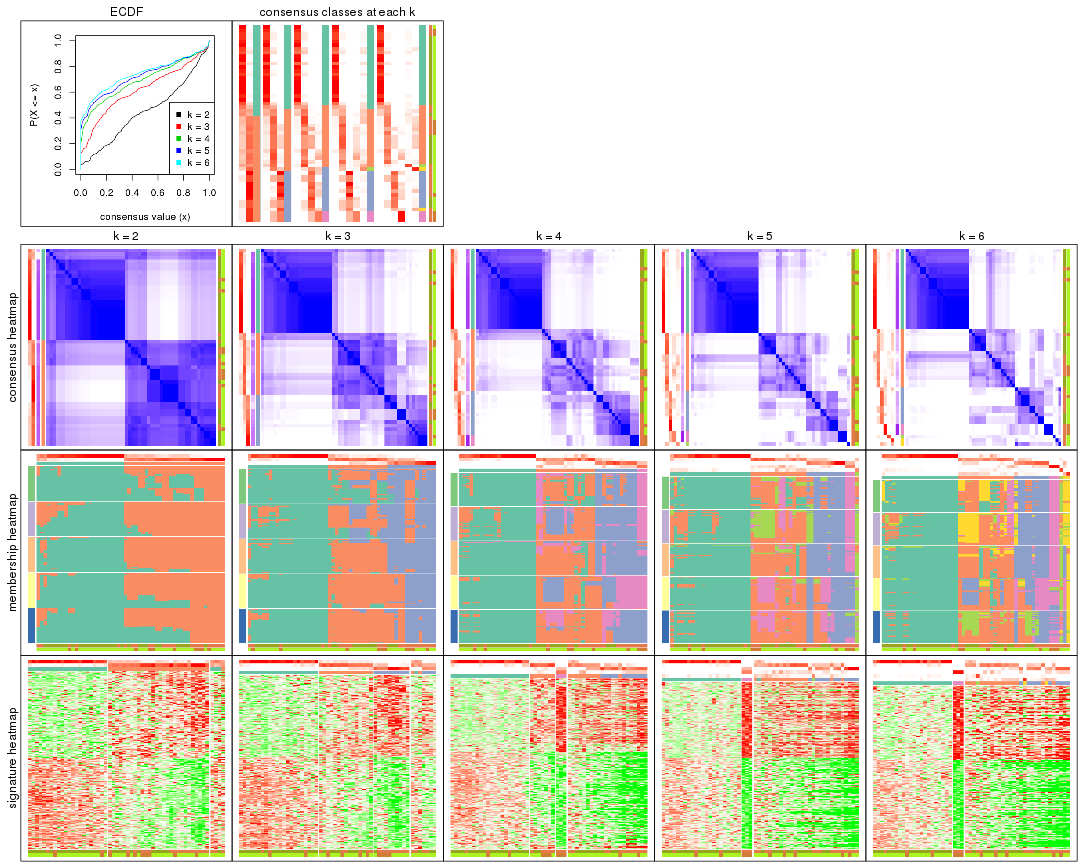 ECDF
consensus classes at each k
P(X <= x)
0.0 0.2 0.4 0.6 0.8 1.0
k = 2
k = 3
k = 4
k = 5
k = 6
0.0 0.2 0.4 0.6 0.8 1.0
consensus value (x)
k = 2 k = 3 k = 4 k = 5 k = 6
consensus heatmap
membership heatmap
signature heatmap